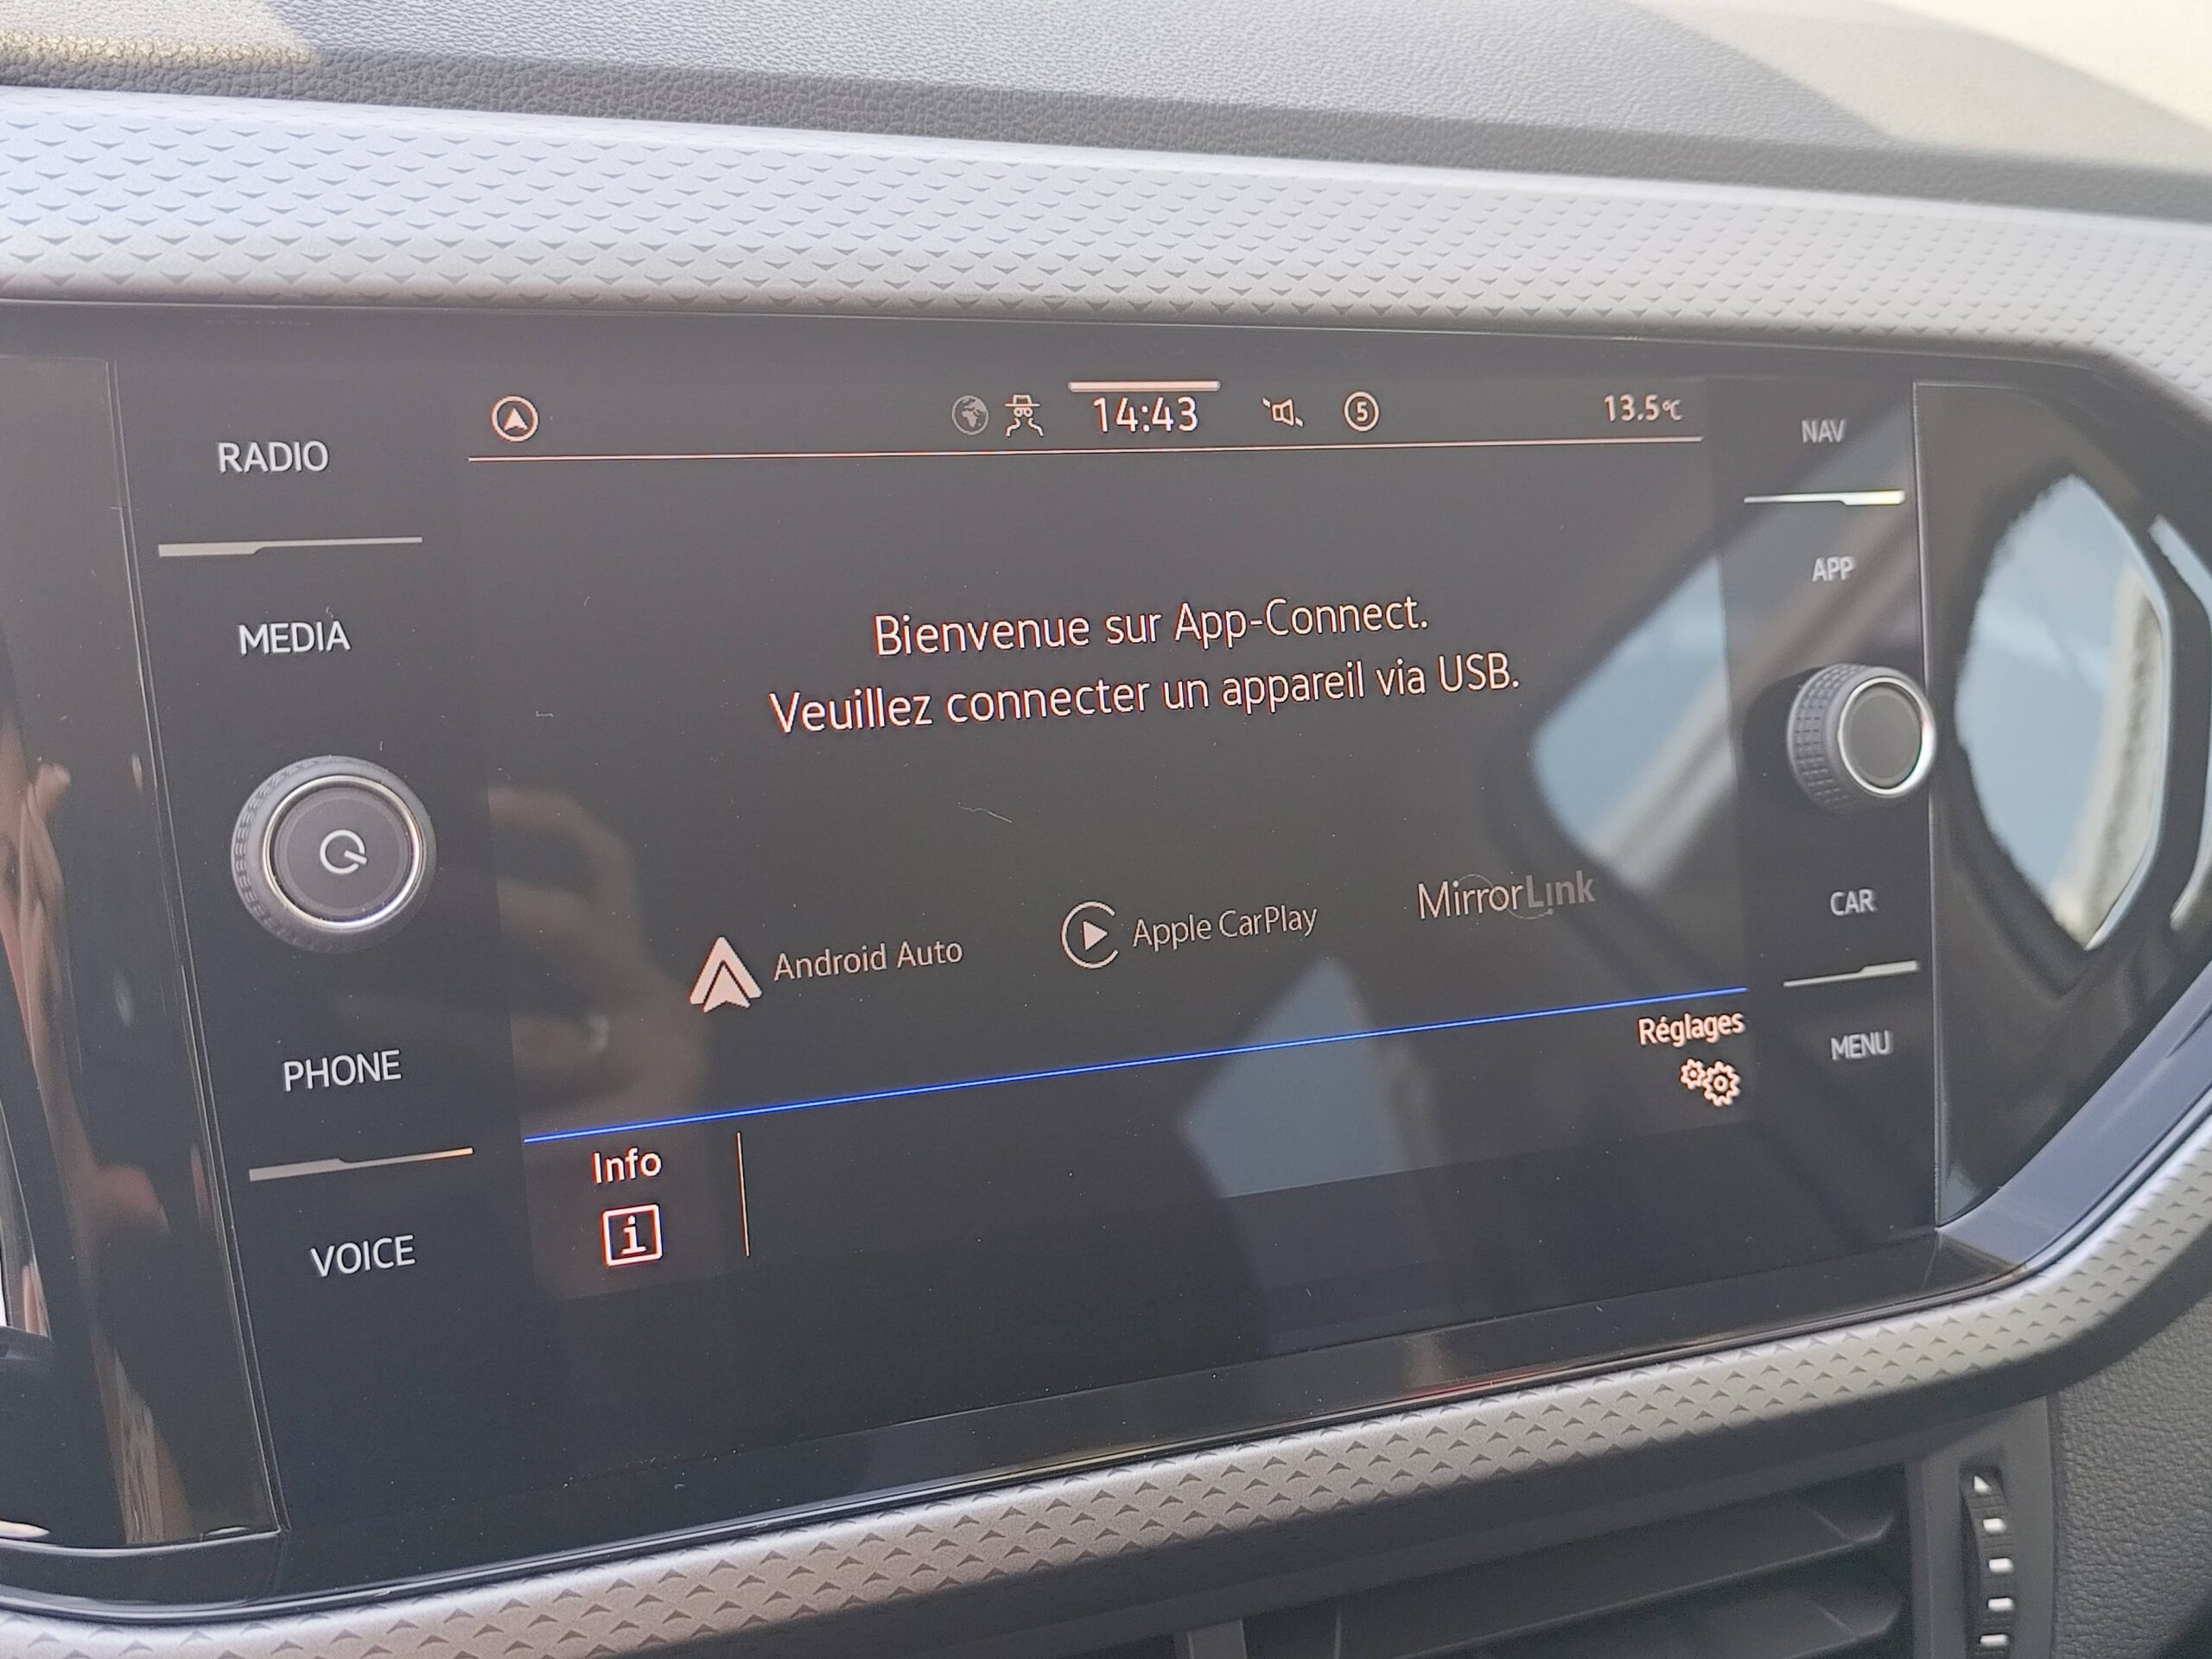 RADIO
MEDIA
PHONE
VOICE
14:43
5
13.5°C
Bienvenue sur App-Connect.
Veuillez connecter un appareil via USB.
Android Auto
Apple CarPlay
MirrorLink
Réglages
Info
i
NAV
APP
CAR
MENU